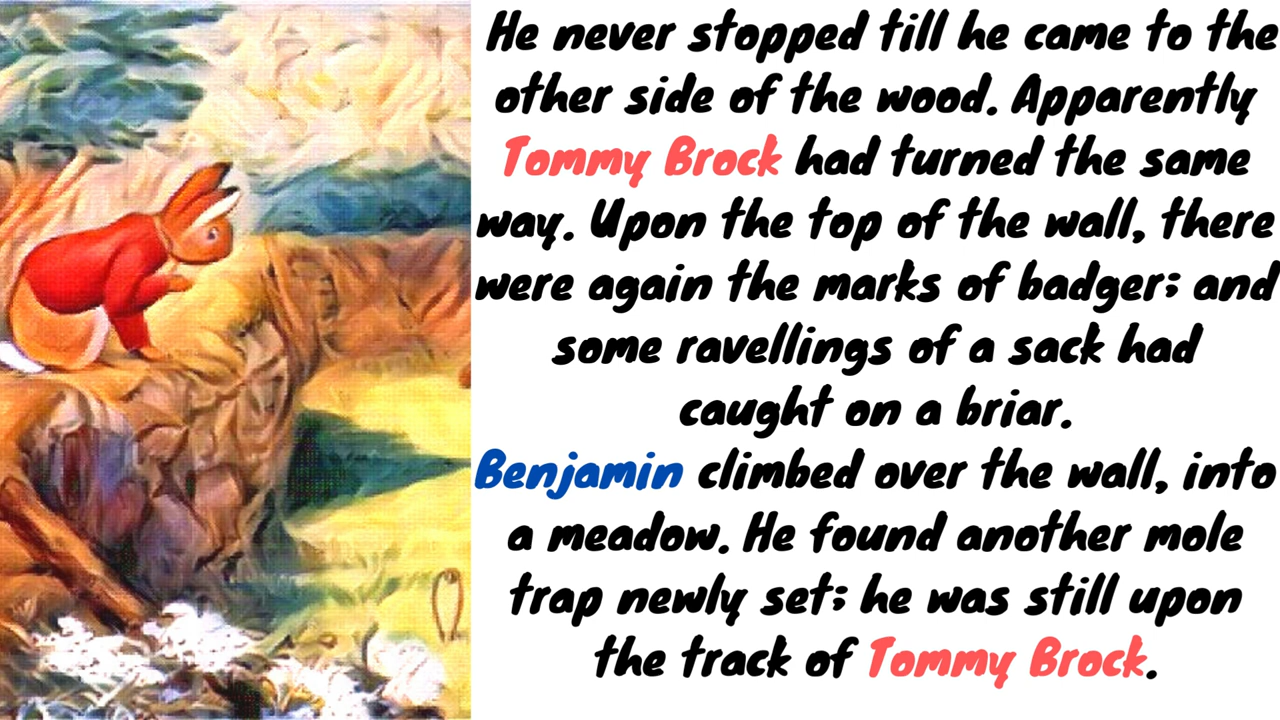 He never stopped till he came to the
other side of the wood. Apparently
Tommy Brock had turned the same
way. Upon the top of the wall, there
were again the marks of badger; and
some ravellings of a sack had
caught on a briar.
Benjamin climbed over the wall, into
a meadow. He found another mole
trap newly set; he was still upon
the track of Tommy Brock.